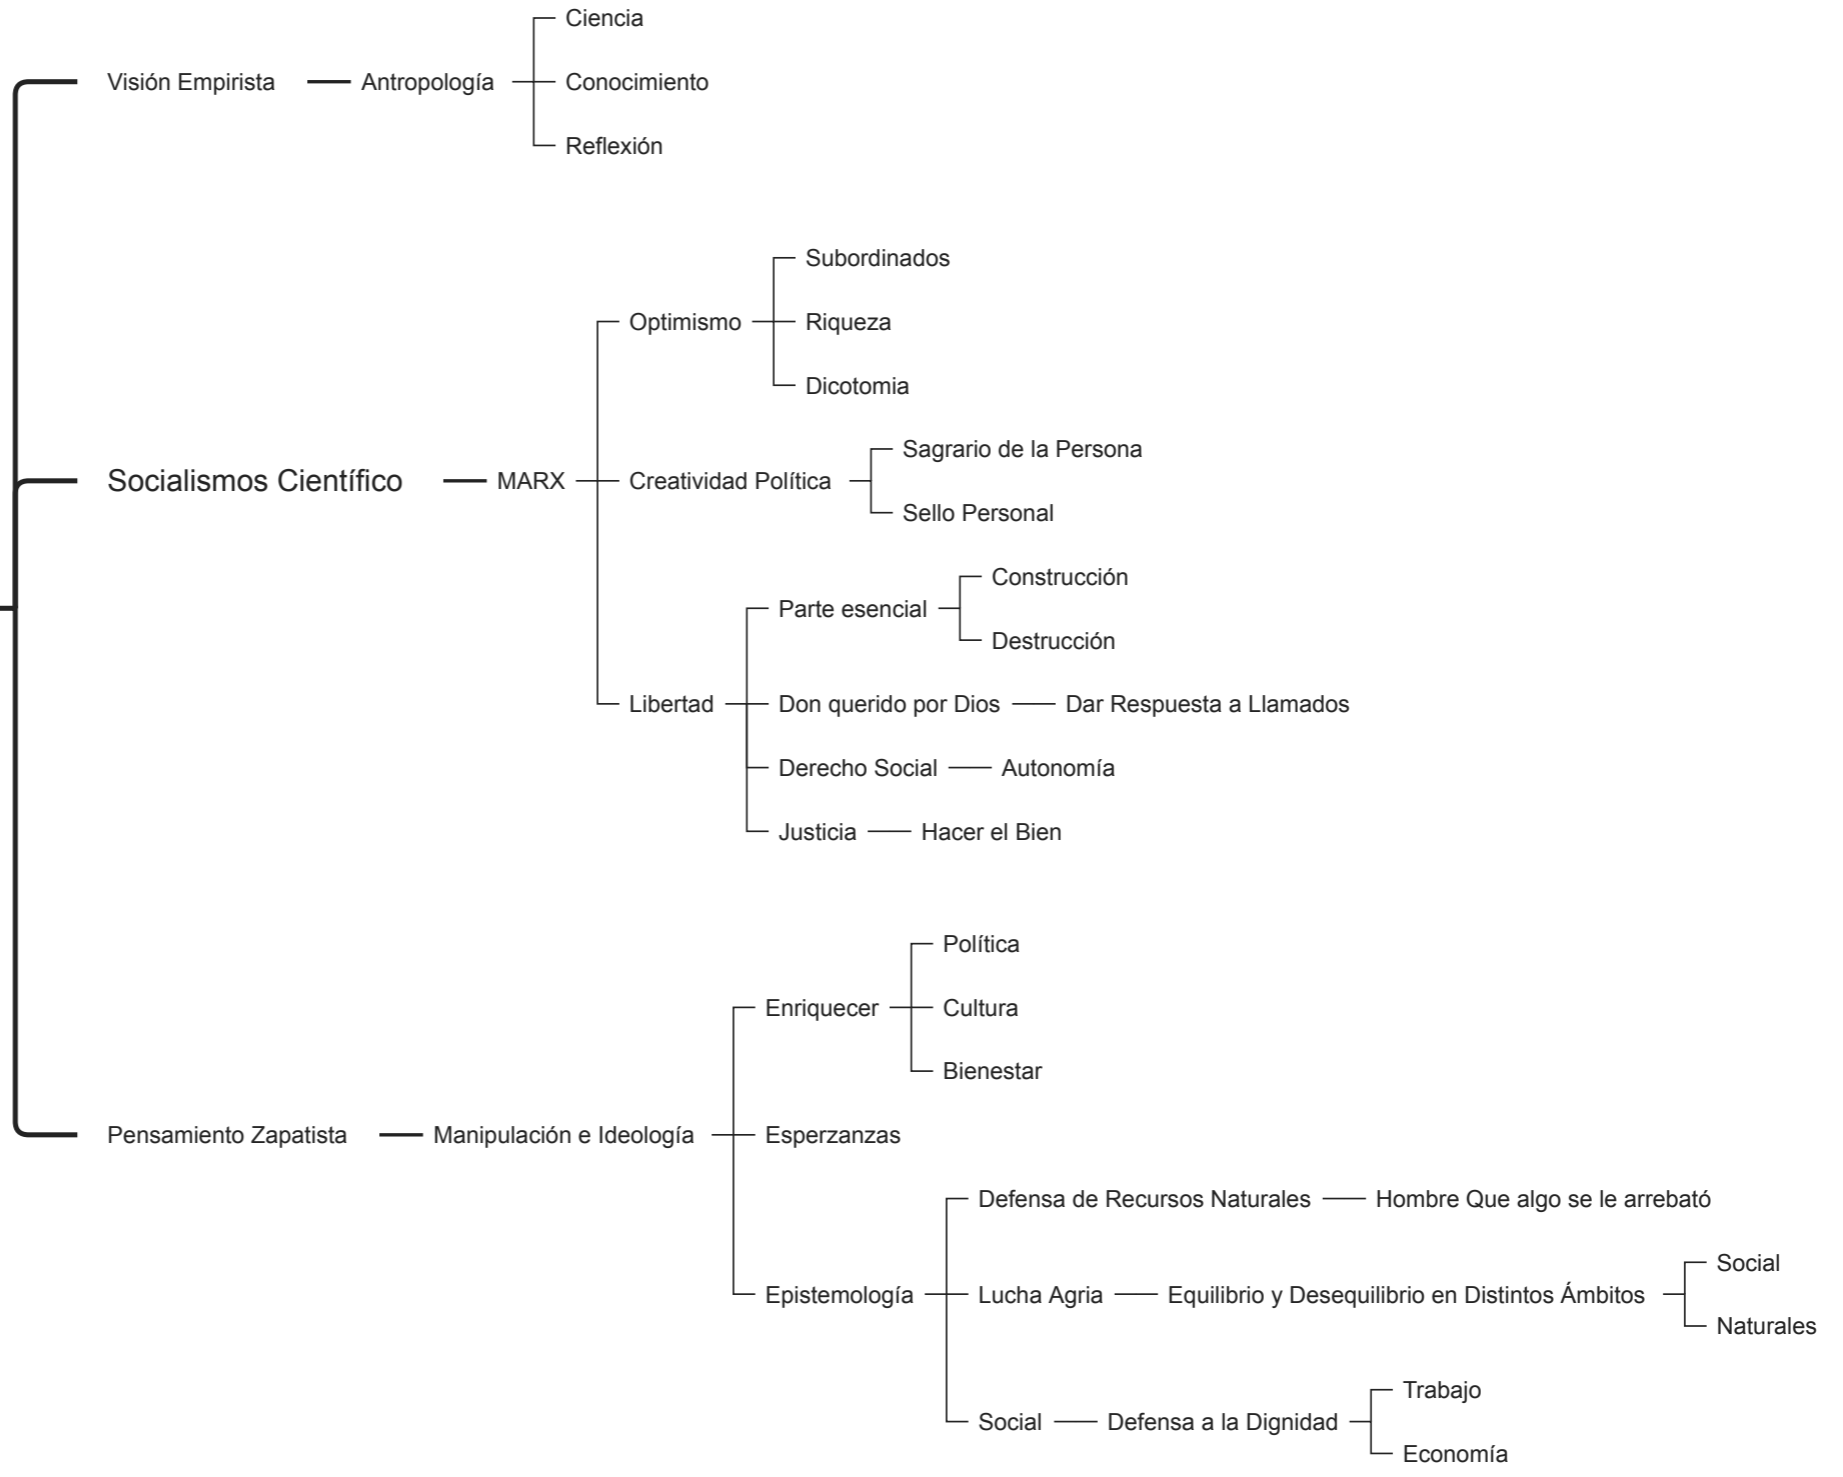 Visión Empirista
Antropología
Ciencia
Conocimiento
Reflexión
Socialismos Científico
MARX
Optimismo
Subordinados
Riqueza
Dicotomia
Creatividad Política
Sagrario de la Persona
Sello Personal
Libertad
Parte esencial
Construcción
Destrucción
Don querido por Dios
Dar Respuesta a Llamados
Derecho Social
Autonomía
Justicia
Hacer el Bien
Pensamiento Zapatista
Manipulación e Ideología
Enriquecer
Política
Cultura
Bienestar
Esperzanzas
Epistemología
Defensa de Recursos Naturales
Hombre Que algo se le arrebató
Lucha Agria
Equilibrio y Desequilibrio en Distintos Ámbitos
Social
Naturales
Social
Defensa a la Dignidad
Trabajo
Economía